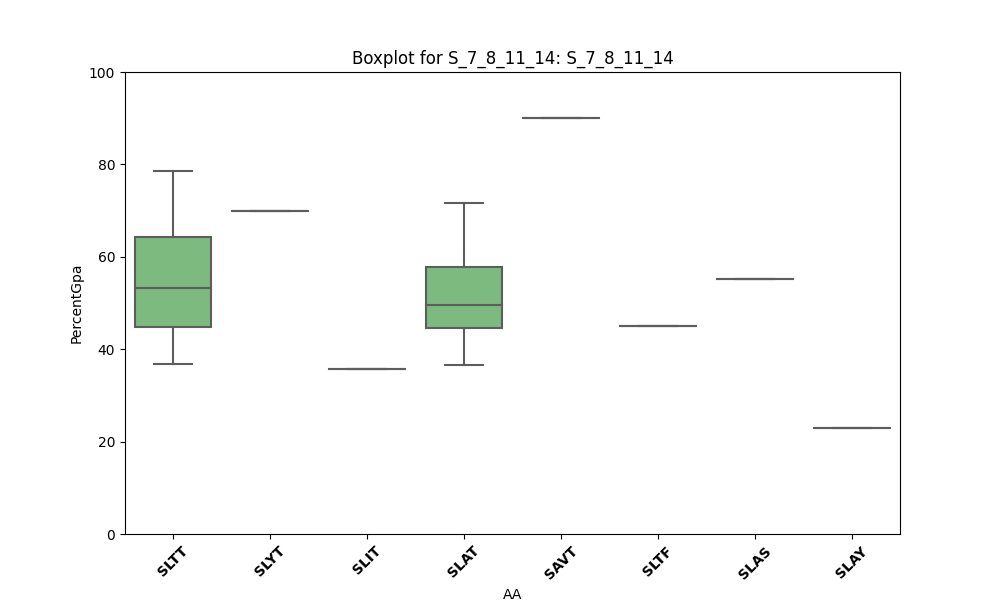 Boxplot for S_7_8_11_14: S_7_8_11_14
100
80
60
40
20
0
PercentGpa
SLTT
SLYT
SLIT
SLAT
SAVT
SLTF
SLAS
SLAY
AA